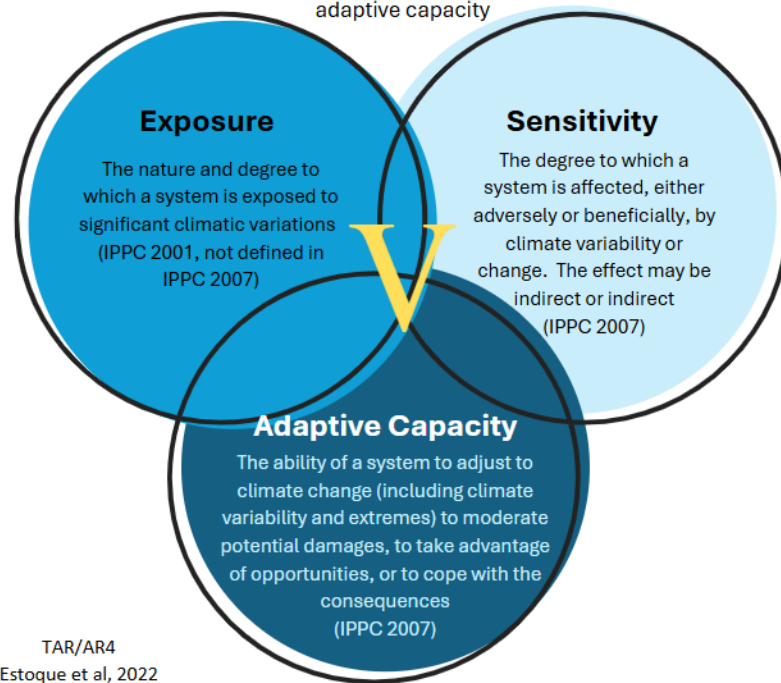 adaptive capacity
Exposure
The nature and degree to
which a system is exposed to
significant climatic variations
(IPPC 2001, not defined in
IPPC 2007)
Sensitivity
The degree to which a
system is affected, either
adversely or beneficially, by
climate variability or
change. The effect may be
indirect or indirect
(IPPC 2007)
V
Adaptive Capacity
The ability of a system to adjust to
climate change (including climate
variability and extremes) to moderate
potential damages, to take advantage
of opportunities, or to cope with the
consequences
(IPPC 2007)
TAR/AR4
Estoque et al, 2022